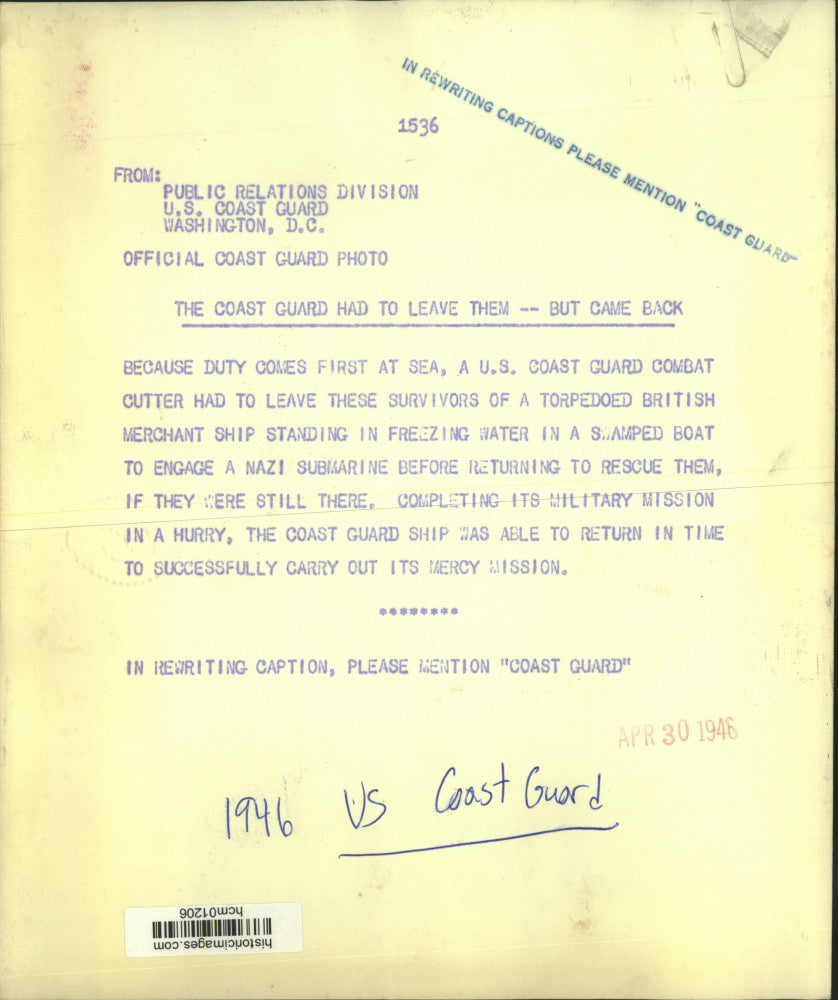 IN REWRITING CAPTIONS PLEASE MENTION "COAST GUARD"
1536
FROM:
PUBLIC RELATIONS DIVISION
U.S. COAST GUARD
WASHINGTON, D.C.
OFFICIAL COAST GUARD PHOTO
THE COAST GUARD HAD TO LEAVE THEM -- BUT CAME BACK
BECAUSE DUTY COMES FIRST AT SEA, A U.S. COAST GUARD COMBAT
CUTTER HAD TO LEAVE THESE SURVIVORS OF A TORPEDOED BRITISH
MERCHANT SHIP STANDING IN FREEZING WATER IN A SWAMPED BOAT
TO ENGAGE A NAZI SUBMARINE BEFORE RETURNING TO RESCUE THEM,
IF THEY WERE STILL THERE. COMPLETING ITS MILITARY MISSION
IN A HURRY, THE COAST GUARD SHIP WAS ABLE TO RETURN IN TIME
TO SUCCESSFULLY CARRY OUT ITS MERCY MISSION.
********
IN REWRITING CAPTION, PLEASE MENTION "COAST GUARD"
APR 30 1946
1946 US Coast Guard
historicimages.com
hcm01206